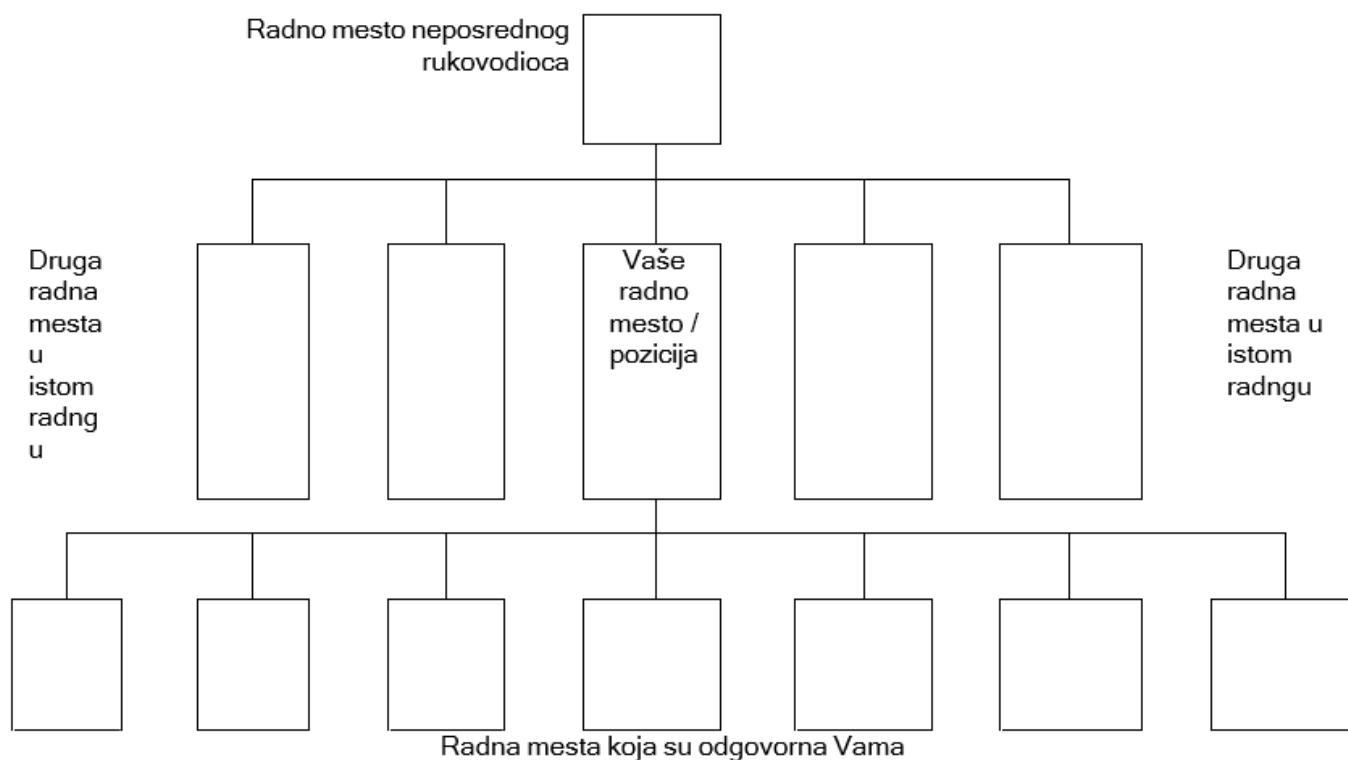 Radno mesto neposrednog
rukovodioca
Druga
radna
mesta
u
istom
radng
u
Vaše
radno
mesto /
pozicija
Druga
radna
mesta u
istom
radngu
Radna mesta koja su odgovorna Vama